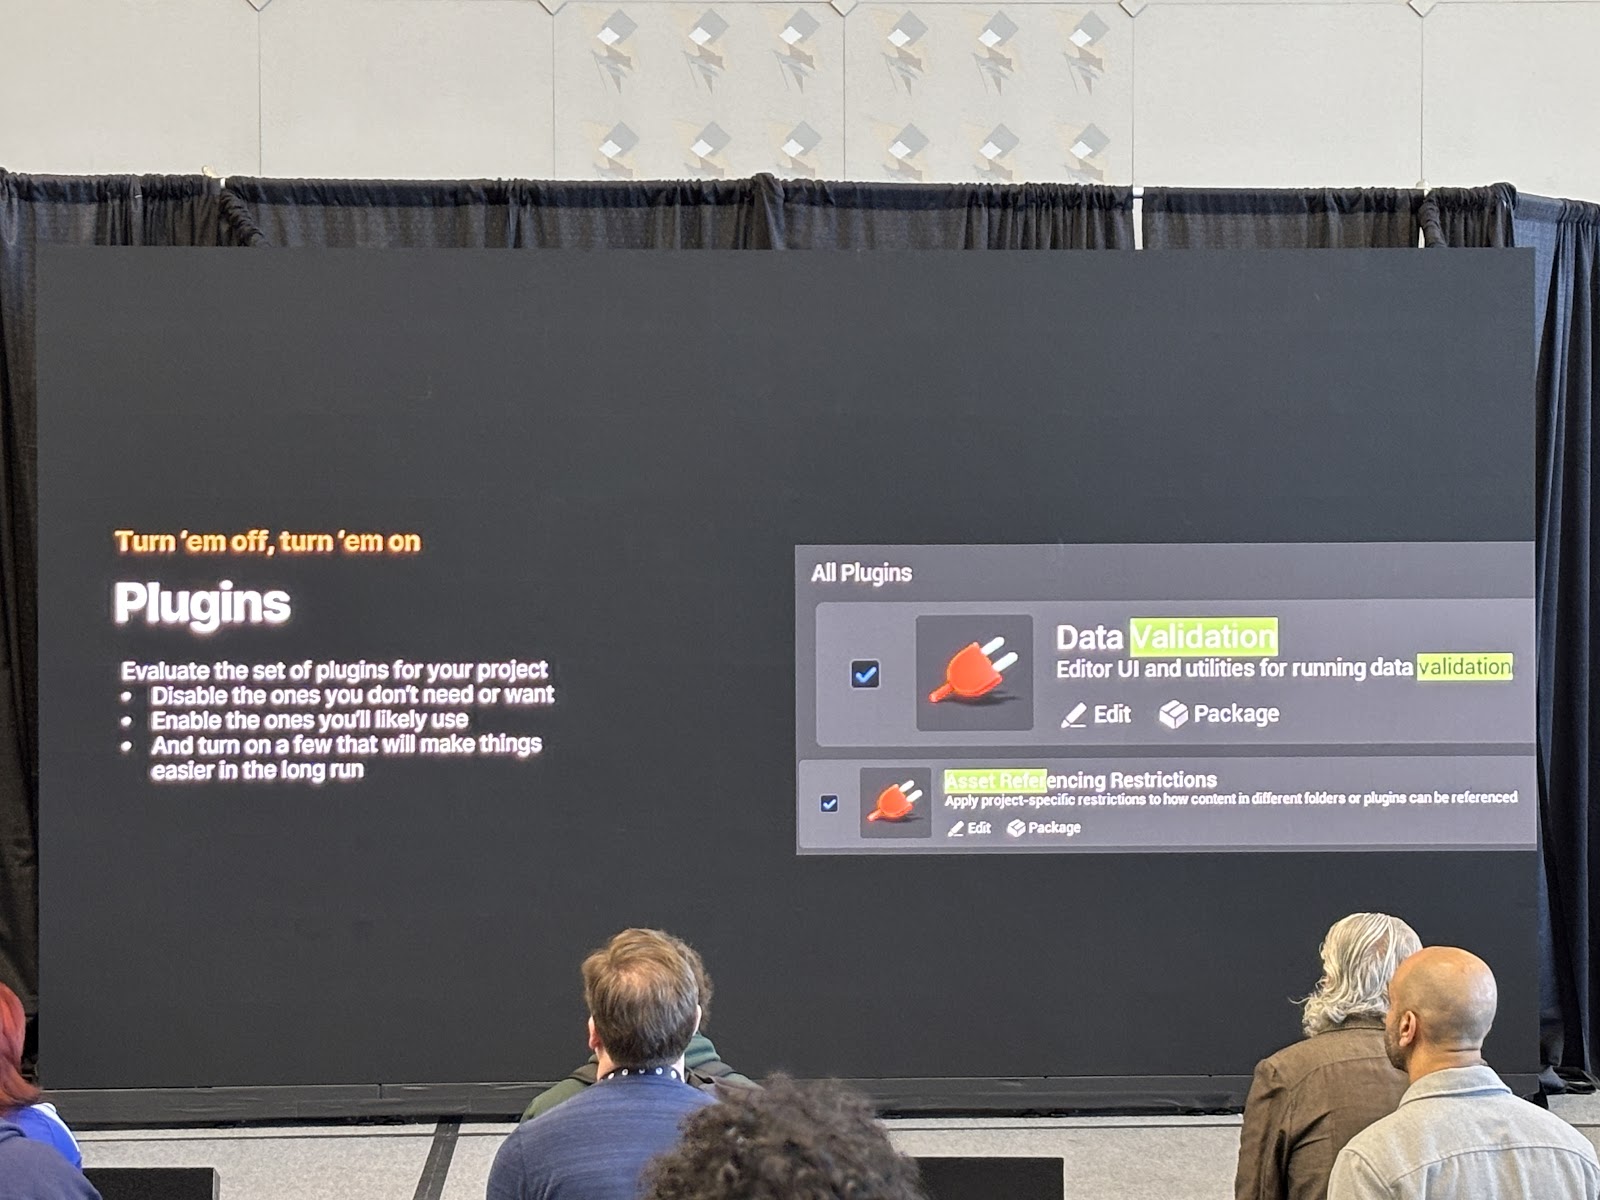 Turn ‘em off, turn ‘em on
Plugins
Evaluate the set of plugins for your project
• Disable the ones you don’t need or want
• Enable the ones you’ll likely use
• And turn on a few that will make things
easier in the long run
All Plugins
Data Validation
Editor UI and utilities for running data validation
Edit Package
Asset Referencing Restrictions
Apply project-specific restrictions to how content in different folders or plugins can be referenced
Edit Package